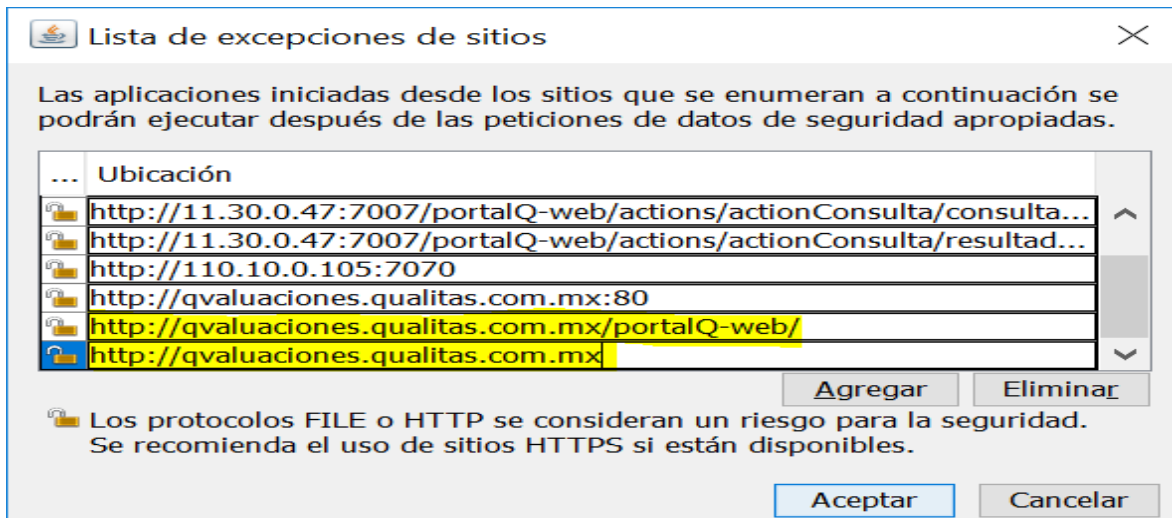 Lista de excepciones de sitios
Las aplicaciones iniciadas desde los sitios que se enumeran a continuación se
podrán ejecutar después de las peticiones de datos de seguridad apropiadas.
... Ubicación
http://11.30.0.47:7007/portalQ-web/actions/actionConsulta/consulta...
http://11.30.0.47:7007/portalQ-web/actions/actionConsulta/resultad...
http://110.10.0.105:7070
http://qvaluaciones.qualitas.com.mx:80
http://qvaluaciones.qualitas.com.mx/portalQ-web/
http://qvaluaciones.qualitas.com.mx
Agregar Eliminar
Los protocolos FILE o HTTP se consideran un riesgo para la seguridad.
Se recomienda el uso de sitios HTTPS si están disponibles.
Aceptar Cancelar